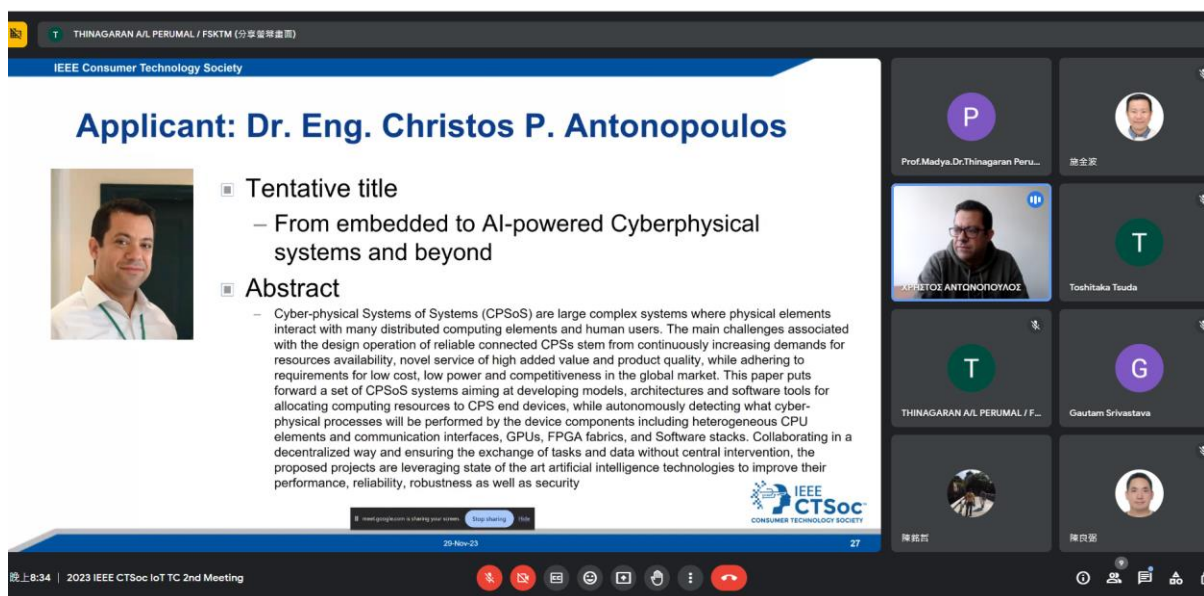 T THINAGARAN A/L PERUMAL / FSKTM (分享螢幕畫面)
IEEE Consumer Technology Society
Applicant: Dr. Eng. Christos P. Antonopoulos
Tentative title
– From embedded to AI-powered Cyberphysical
systems and beyond
Abstract
– Cyber-physical Systems of Systems (CPSoS) are large complex systems where physical elements
interact with many distributed computing elements and human users. The main challenges associated
with the design operation of reliable connected CPSs stem from continuously increasing demands for
resources availability, novel service of high added value and product quality, while adhering to
requirements for low cost, low power and competitiveness in the global market. This paper puts
forward a set of CPSoS systems aiming at developing models, architectures and software tools for
allocating computing resources to CPS end devices, while autonomously detecting what cyber-
physical processes will be performed by the device components including heterogeneous CPU
elements and communication interfaces, GPUs, FPGA fabrics, and Software stacks. Collaborating in a
decentralized way and ensuring the exchange of tasks and data without central intervention, the
proposed projects are leveraging state of the art artificial intelligence technologies to improve their
performance, reliability, robustness as well as security
IEEE
CTSoc
CONSUMER TECHNOLOGY SOCIETY
meet.google.com is sharing your screen. Stop sharing Hide
29-Nov-23
27
P
Prof.Madya.Dr.Thinagaran Peru...
施金波
ΧΡΗΣΤΟΣ ΑΝΤΩΝΟΠΟΥΛΟΣ
T
Toshitaka Tsuda
T
THINAGARAN A/L PERUMAL / F...
G
Gautam Srivastava
陳銘哲
陳良弼
晚上8:34 | 2023 IEEE CTSoc IoT TC 2nd Meeting
9